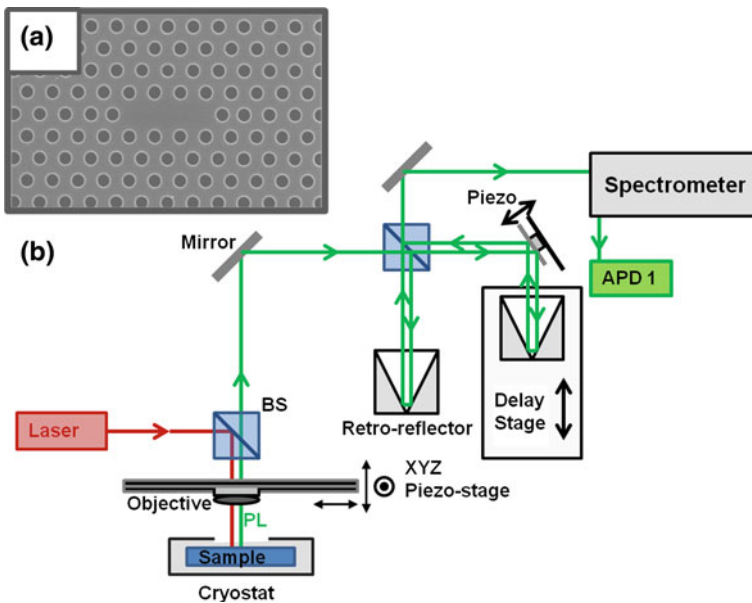 (a)
Spectrometer
Piezo
Mirror
(b)
APD 1
BS
Delay
Stage
Laser
Retro-reflector
XYZ
Piezo-stage
Objective
PL
Sample
Cryostat